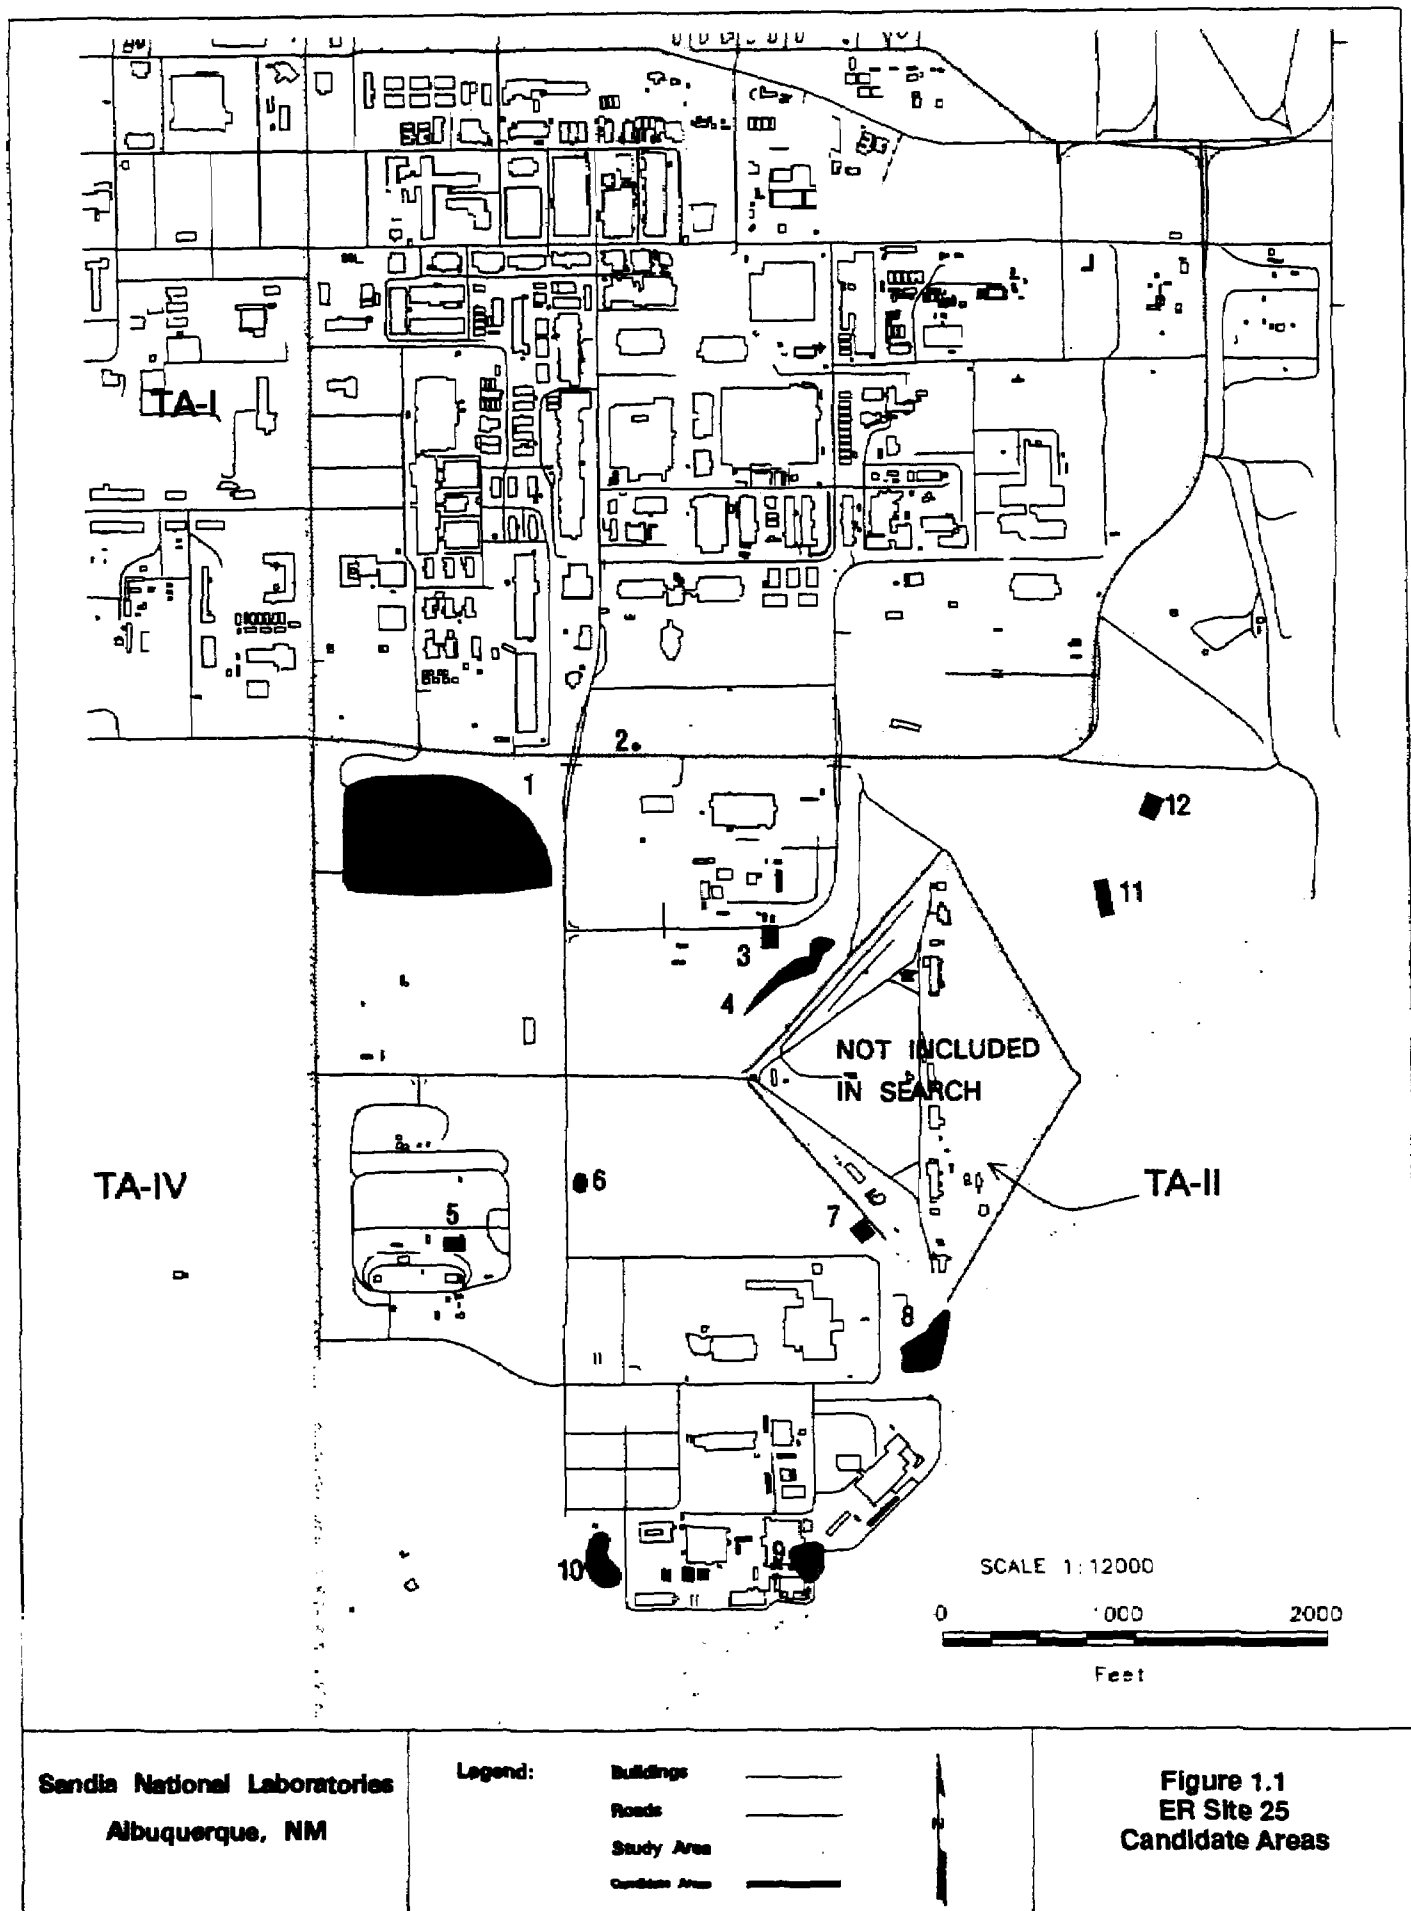 TA-I
2.
1
12
11
3
4
NOT INCLUDED
IN SEARCH
TA-IV
6
TA-II
5
7
8
10
9
SCALE 1:12000
0 1000 2000
Feet
Sandia National Laboratories
Albuquerque, NM
Legend:
Buildings
Roads
Study Area
Candidate Areas
N
Figure 1.1
ER Site 25
Candidate Areas